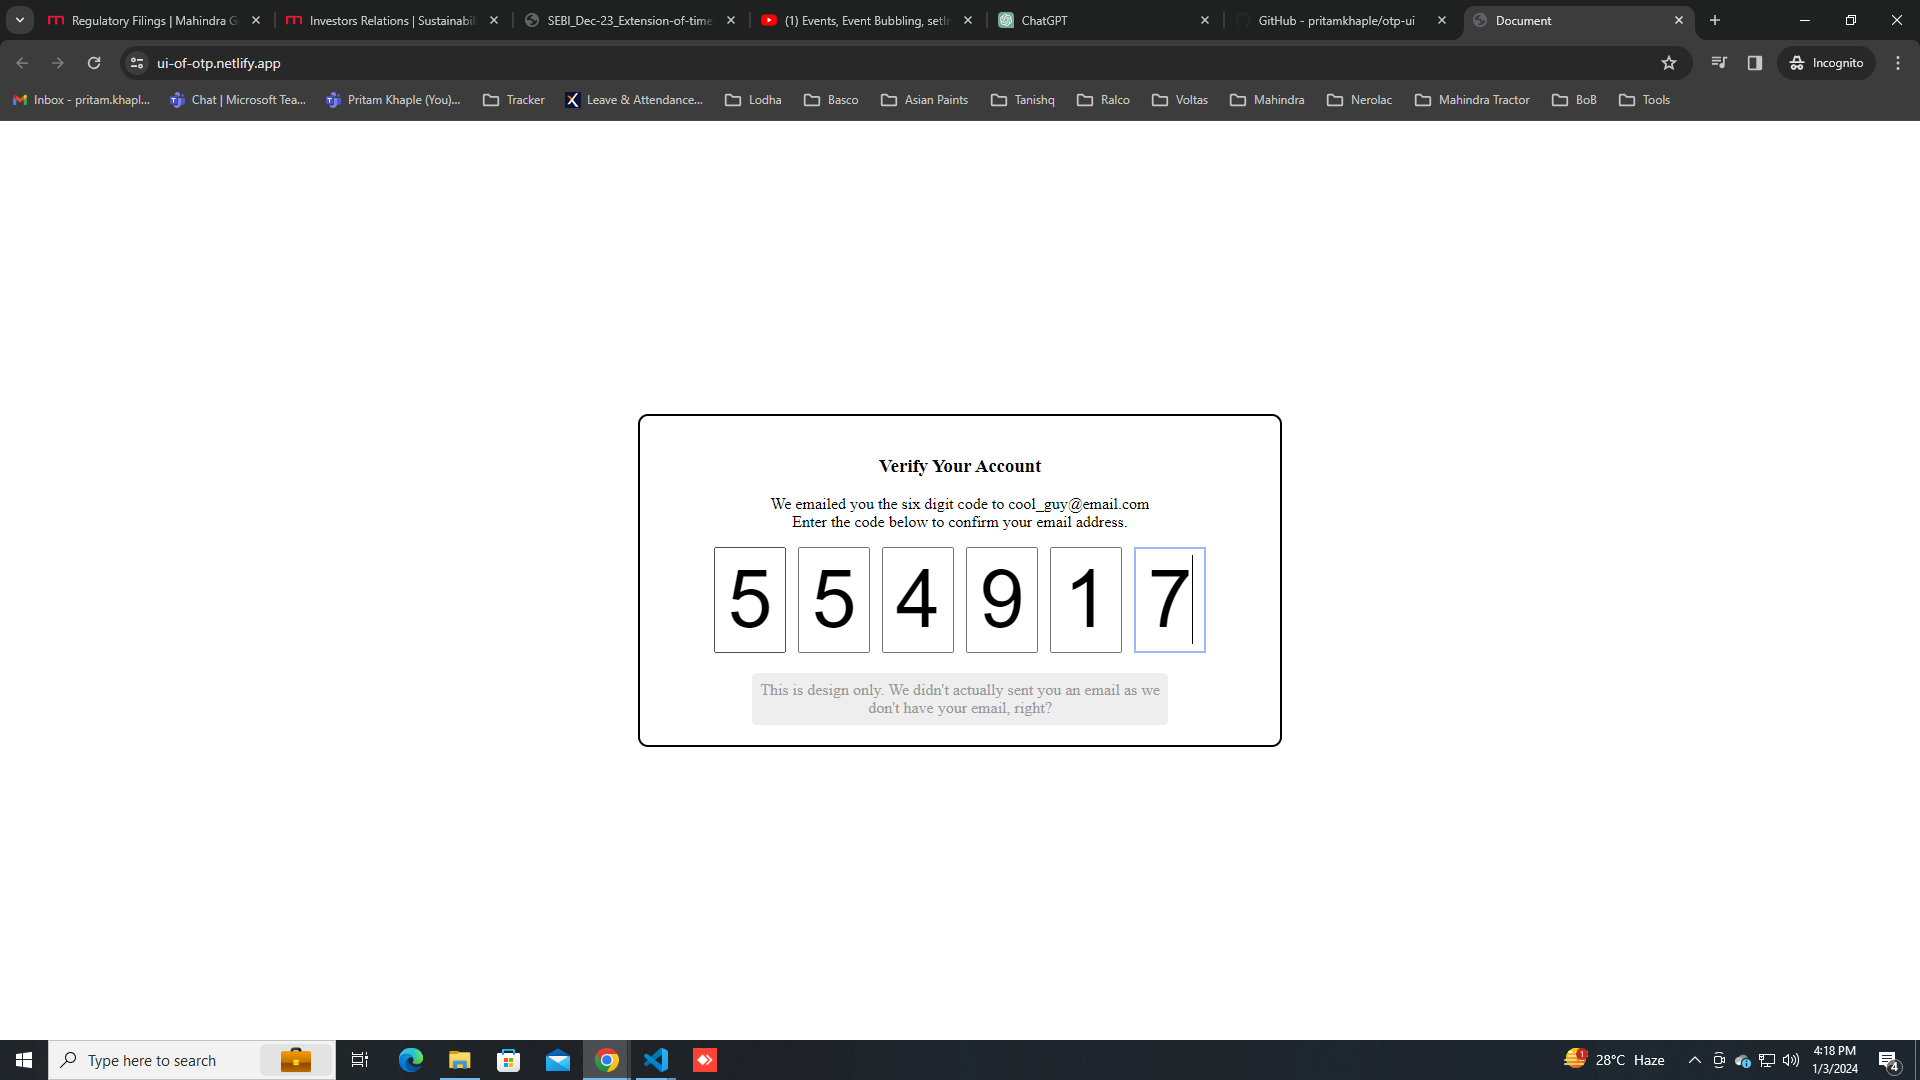 Regulatory Filings | Mahindra G
Investors Relations | Sustainabil
SEBI_Dec-23_Extension-of-time
(1) Events, Event Bubbling, setIn
ChatGPT
GitHub - pritamkhaple/otp-ui
Document
ui-of-otp.netlify.app
Incognito
Inbox - pritam.khapl...
Chat | Microsoft Tea...
Pritam Khaple (You)...
Tracker
Leave & Attendance...
Lodha
Basco
Asian Paints
Tanishq
Ralco
Voltas
Mahindra
Nerolac
Mahindra Tractor
BoB
Tools
Verify Your Account
We emailed you the six digit code to cool_guy@email.com
Enter the code below to confirm your email address.
5 5 4 9 1 7
This is design only. We didn't actually sent you an email as we
don't have your email, right?
Type here to search
1
28°C Haze
4:18 PM
1/3/2024
4